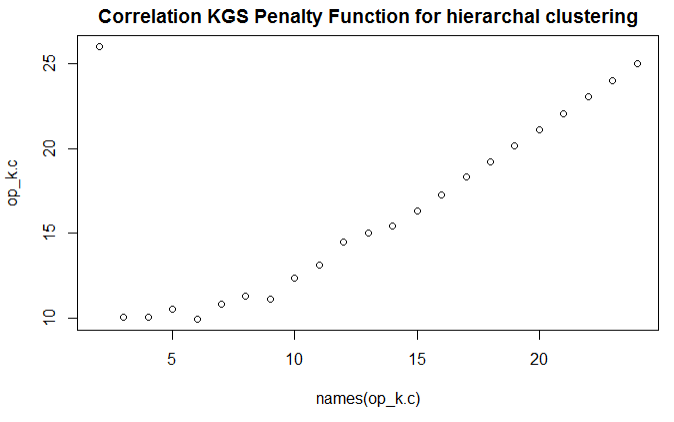 Correlation KGS Penalty Function for hierarchal clustering
op_k.c
25
20
15
10
5
10
15
20
names(op_k.c)